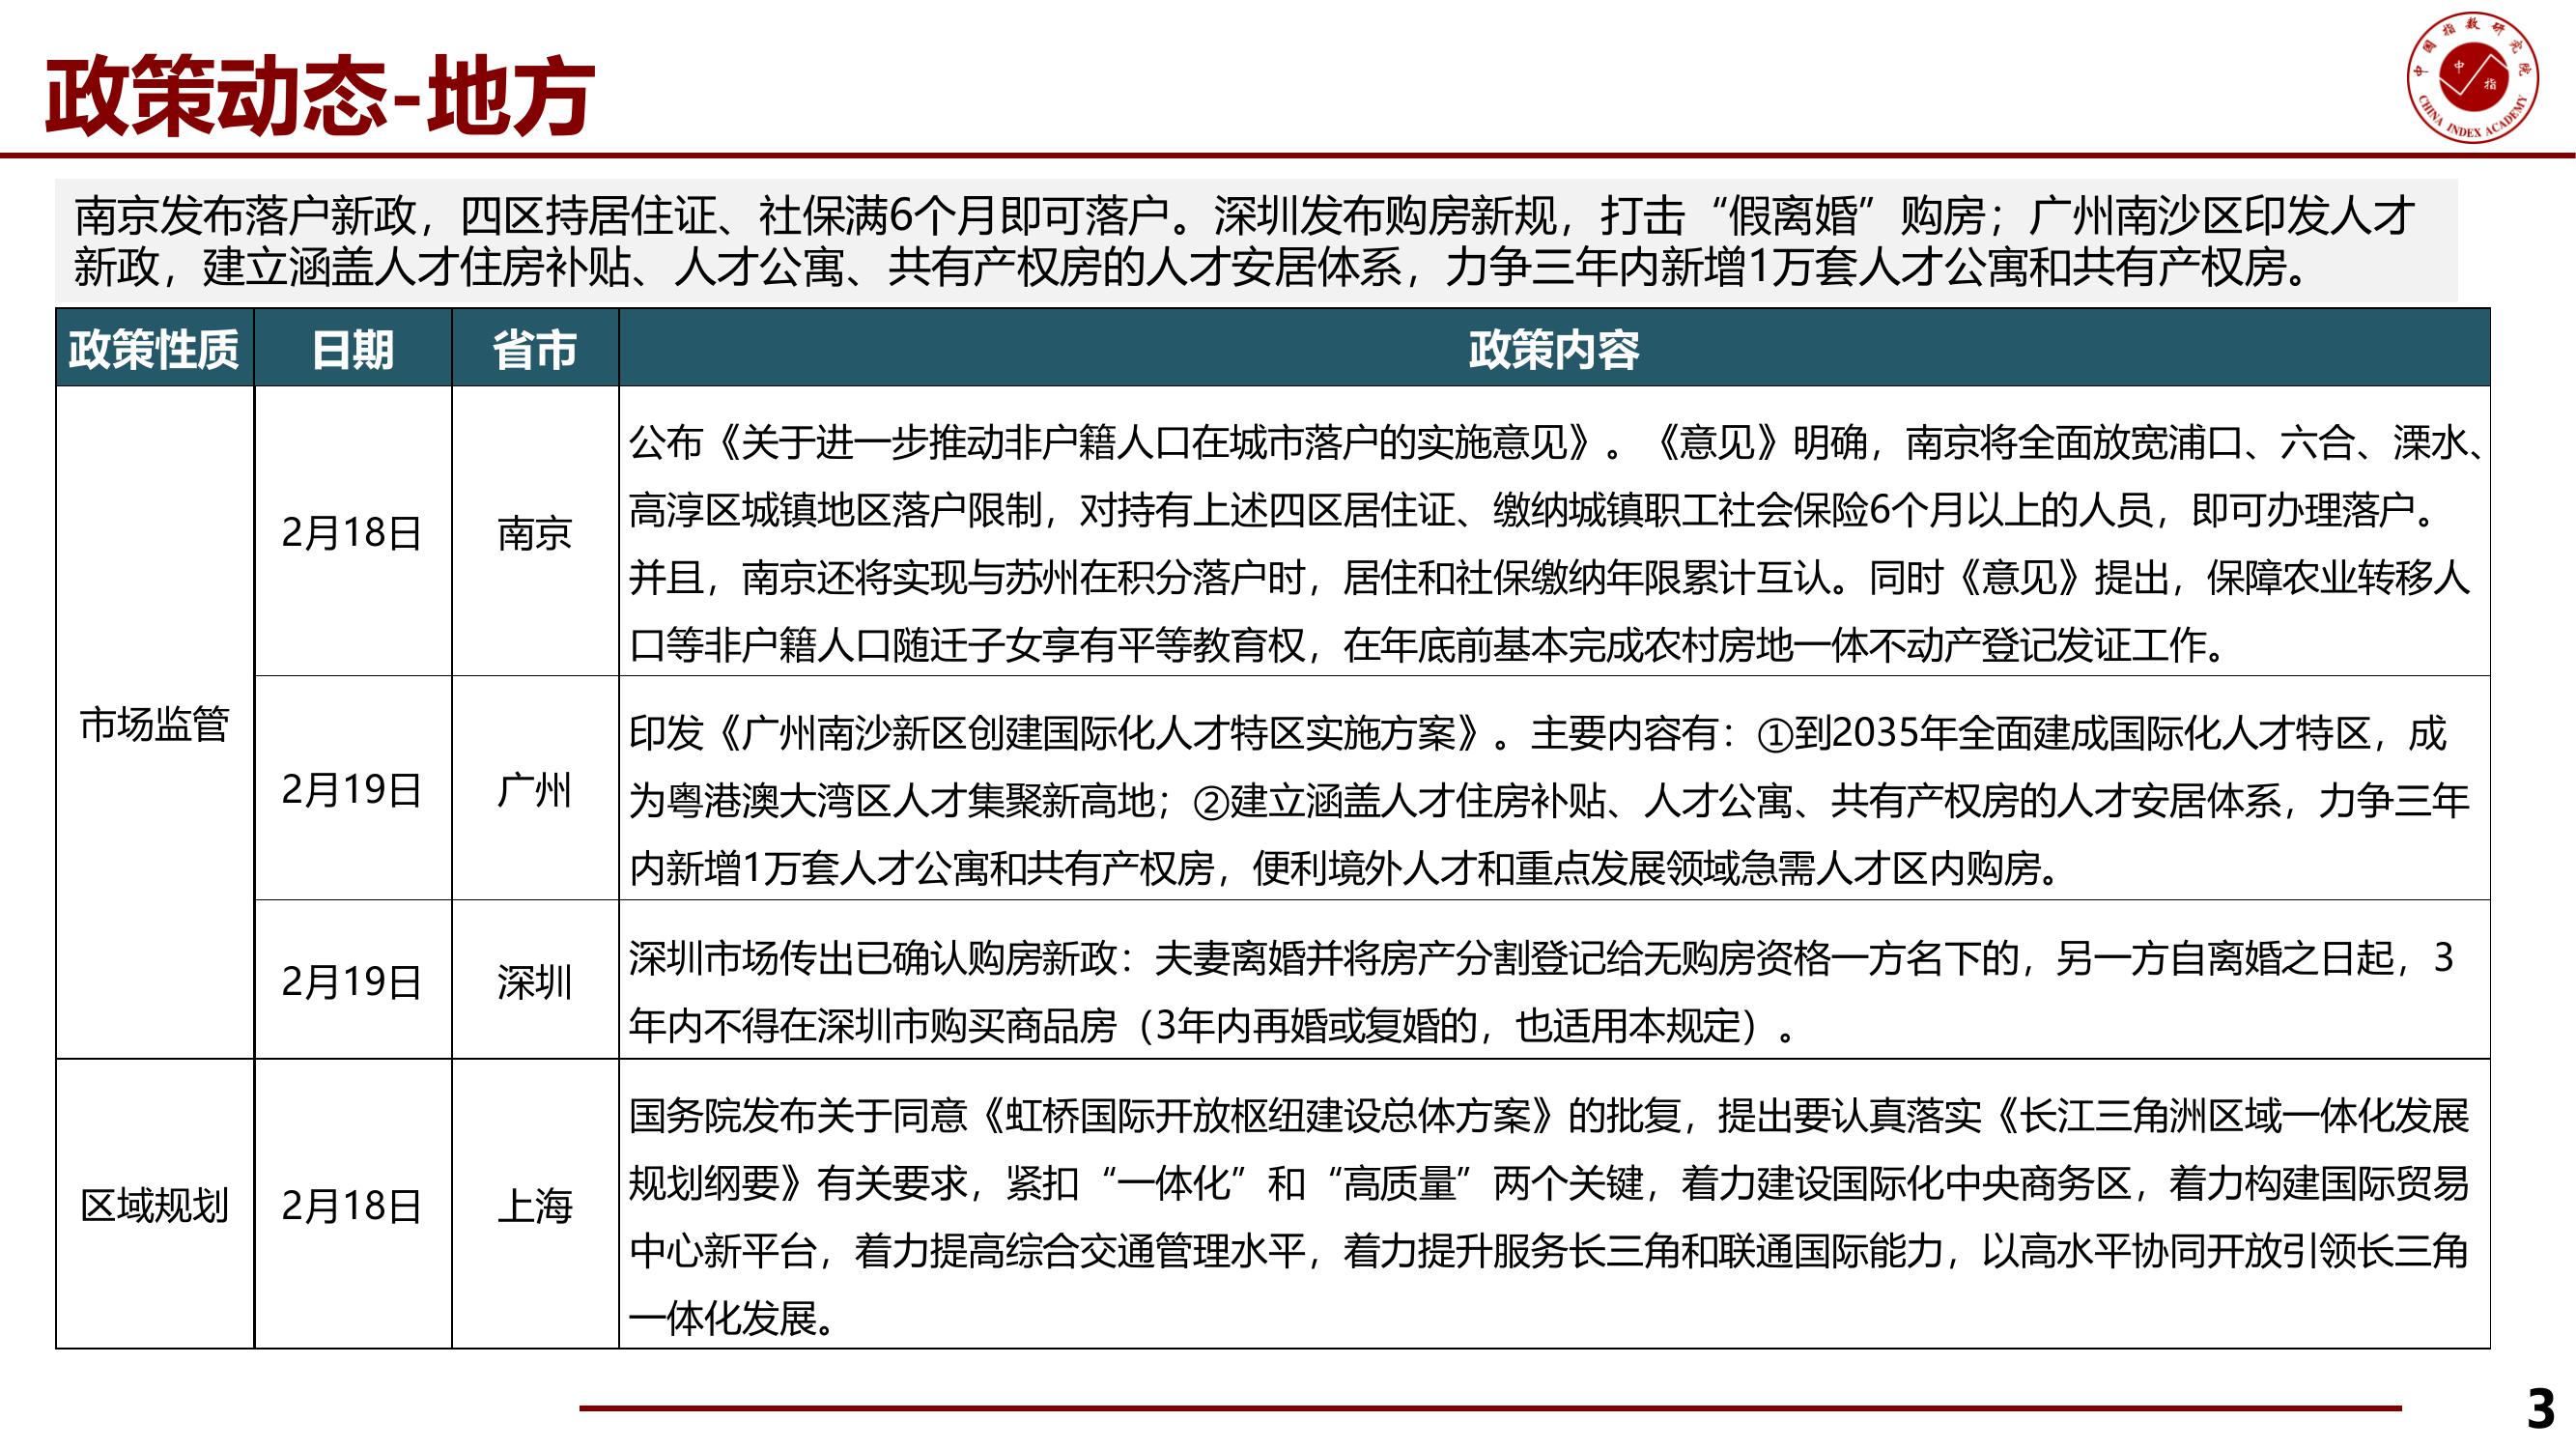 政策动态-地方
中国指数研究院
中指
CHINA INDEX ACADEMY
南京发布落户新政，四区持居住证、社保满6个月即可落户。深圳发布购房新规，打击“假离婚”购房；广州南沙区印发人才
新政，建立涵盖人才住房补贴、人才公寓、共有产权房的人才安居体系，力争三年内新增1万套人才公寓和共有产权房。
政策性质 日期 省市 政策内容
市场监管
2月18日 南京
公布《关于进一步推动非户籍人口在城市落户的实施意见》。《意见》明确，南京将全面放宽浦口、六合、溧水、
高淳区城镇地区落户限制，对持有上述四区居住证、缴纳城镇职工社会保险6个月以上的人员，即可办理落户。
并且，南京还将实现与苏州在积分落户时，居住和社保缴纳年限累计互认。同时《意见》提出，保障农业转移人
口等非户籍人口随迁子女享有平等教育权，在年底前基本完成农村房地一体不动产登记发证工作。
2月19日 广州
印发《广州南沙新区创建国际化人才特区实施方案》。主要内容有：①到2035年全面建成国际化人才特区，成
为粤港澳大湾区人才集聚新高地；②建立涵盖人才住房补贴、人才公寓、共有产权房的人才安居体系，力争三年
内新增1万套人才公寓和共有产权房，便利境外人才和重点发展领域急需人才区内购房。
2月19日 深圳
深圳市场传出已确认购房新政：夫妻离婚并将房产分割登记给无购房资格一方名下的，另一方自离婚之日起，3
年内不得在深圳市购买商品房（3年内再婚或复婚的，也适用本规定）。
区域规划 2月18日 上海
国务院发布关于同意《虹桥国际开放枢纽建设总体方案》的批复，提出要认真落实《长江三角洲区域一体化发展
规划纲要》有关要求，紧扣“一体化”和“高质量”两个关键，着力建设国际化中央商务区，着力构建国际贸易
中心新平台，着力提高综合交通管理水平，着力提升服务长三角和联通国际能力，以高水平协同开放引领长三角
一体化发展。
3